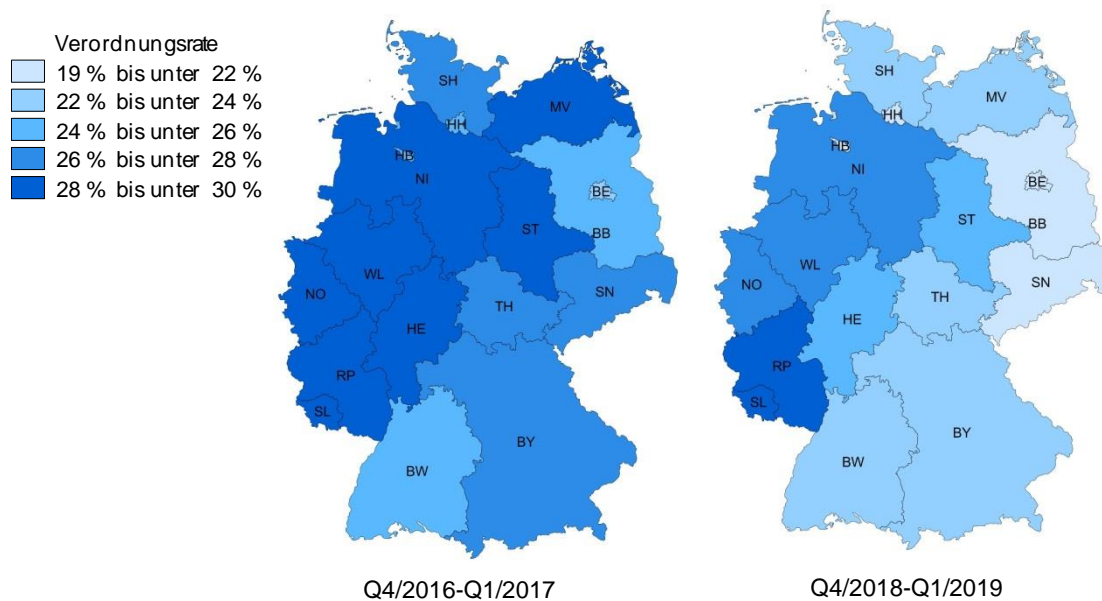 Verordnungsrate
19 % bis unter 22 %
22 % bis unter 24 %
24 % bis unter 26 %
26 % bis unter 28 %
28 % bis unter 30 %
SH
MV
HH
HB
NI
BE
BB
ST
WL
NO
SN
TH
HE
RP
SL
BY
BW
Q4/2016-Q1/2017
SH
MV
HH
HB
NI
BE
BB
ST
WL
NO
SN
TH
HE
RP
SL
BY
BW
Q4/2018-Q1/2019